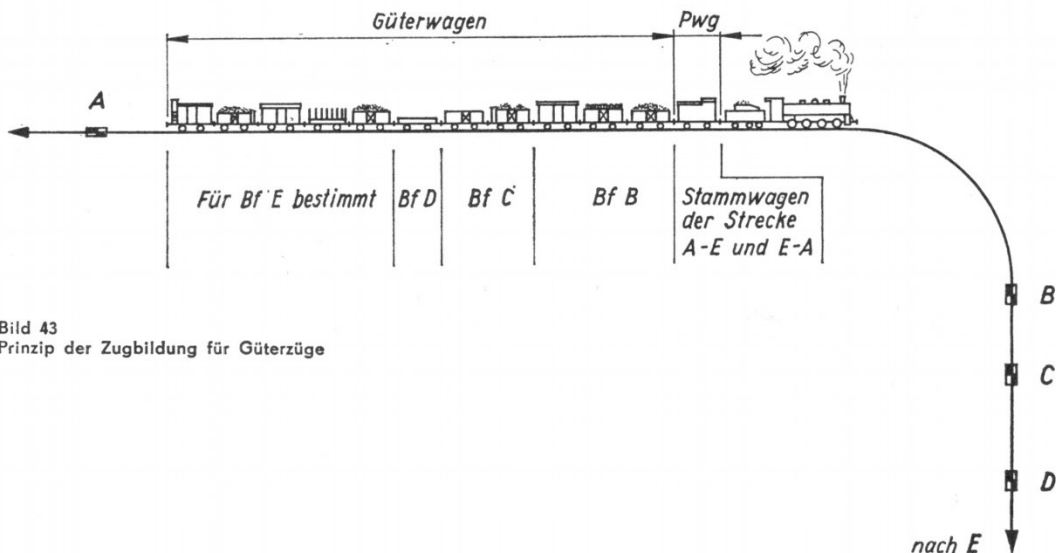 Güterwagen
Pwg
A
Für Bf E bestimmt
Bf D
Bf C
Bf B
Stammwagen
der Strecke
A-E und E-A
B
Bild 43
Prinzip der Zugbildung für Güterzüge
C
D
nach E